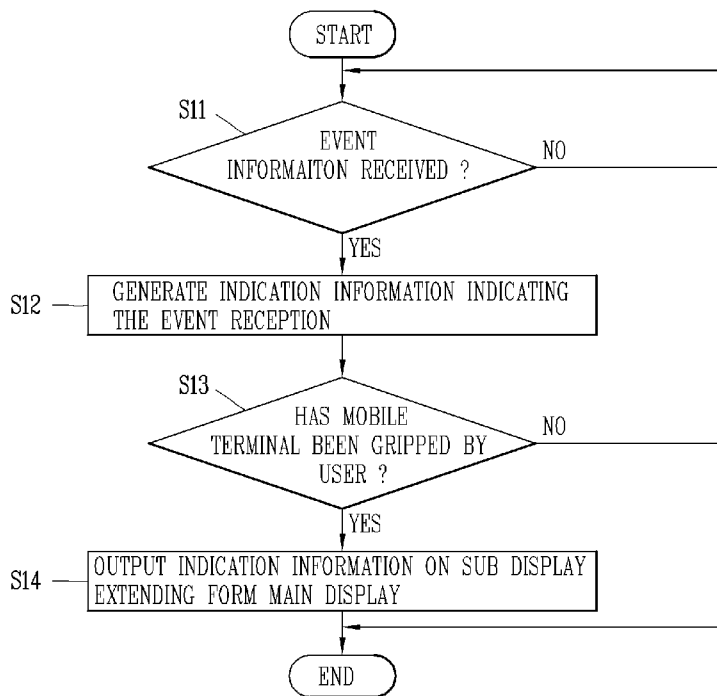 START
S11
EVENT
INFORMAITON RECEIVED ?
NO
YES
S12
GENERATE INDICATION INFORMATION INDICATING
THE EVENT RECEPTION
S13
HAS MOBILE
TERMINAL BEEN GRIPPED BY
USER ?
NO
YES
S14
OUTPUT INDICATION INFORMATION ON SUB DISPLAY
EXTENDING FORM MAIN DISPLAY
END